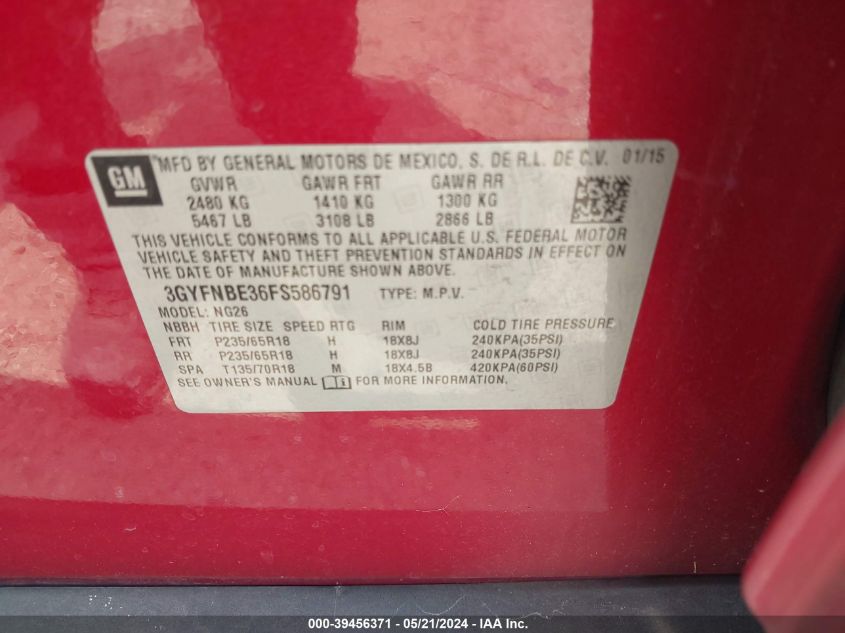 GM
MFD BY GENERAL MOTORS DE MEXICO, S. DE R.L. DE C.V. 01/15
GVWR GAWR FRT GAWR RR
2480 KG 1410 KG 1300 KG
5467 LB 3108 LB 2866 LB
THIS VEHICLE CONFORMS TO ALL APPLICABLE U.S. FEDERAL MOTOR
VEHICLE SAFETY AND THEFT PREVENTION STANDARDS IN EFFECT ON
THE DATE OF MANUFACTURE SHOWN ABOVE.
3GYFNBE36FS586791 TYPE: M.P.V.
MODEL: NG26
NBBH TIRE SIZE SPEED RTG RIM COLD TIRE PRESSURE
FRT P235/65R18 H 18X8J 240KPA(35PSI)
RR P235/65R18 H 18X8J 240KPA(35PSI)
SPA T135/70R18 M 18X4.5B 420KPA(60PSI)
SEE OWNER'S MANUAL FOR MORE INFORMATION.
000-39456371 - 05/21/2024 - IAA Inc.